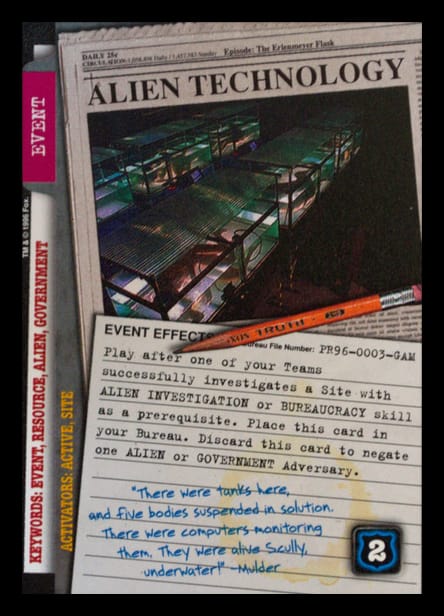 DAILY 25¢
Episode: The Erlenmeyer Flask
ALIEN TECHNOLOGY
EVENT
TM & © 1996 Fox.
KEYWORDS: EVENT, RESOURCE, ALIEN, GOVERNMENT
ACTIVATORS: ACTIVE, SITE
TRUTH
EVENT EFFECTS
Bureau File Number: PR96-0003-GAM
Play after one of your Teams
successfully investigates a Site with
ALIEN INVESTIGATION or BUREAUCRACY skill
as a prerequisite. Place this card in
your Bureau. Discard this card to negate
one ALIEN or GOVERNMENT Adversary.
"There were tanks here,
and five bodies suspended in solution.
There were computers monitoring
them. They were alive Scully,
underwater!" -Mulder
2